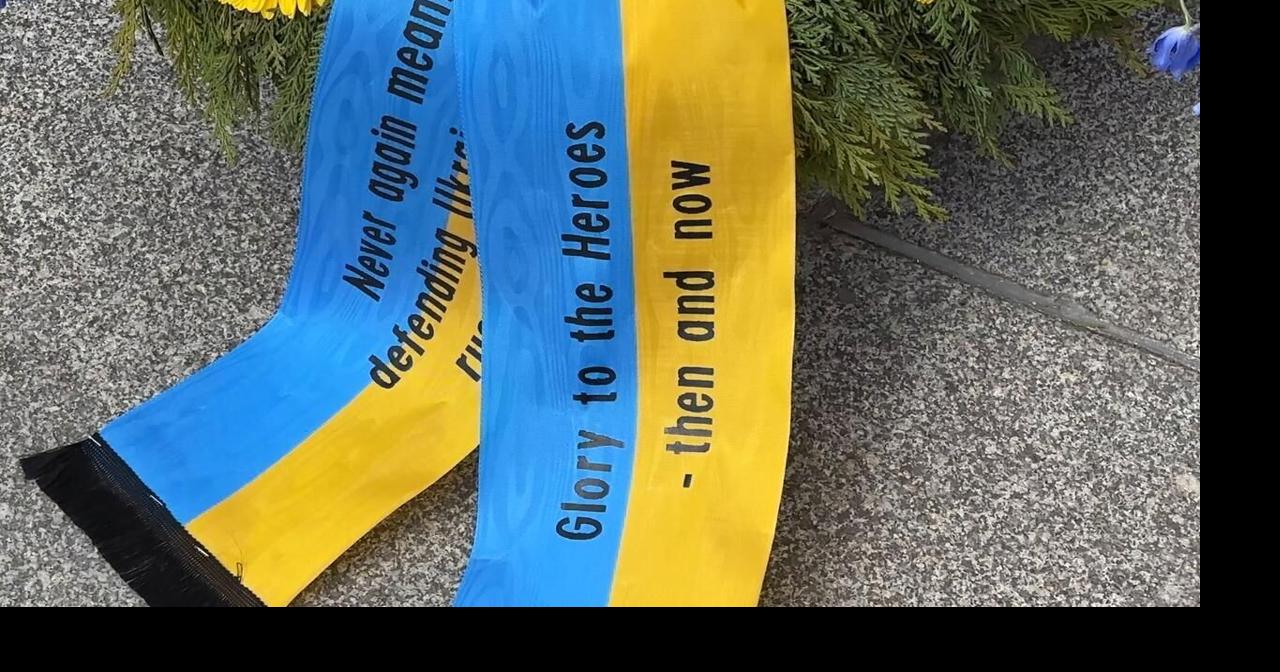 Never again mean
defending
Glory to the Heroes
- then and now